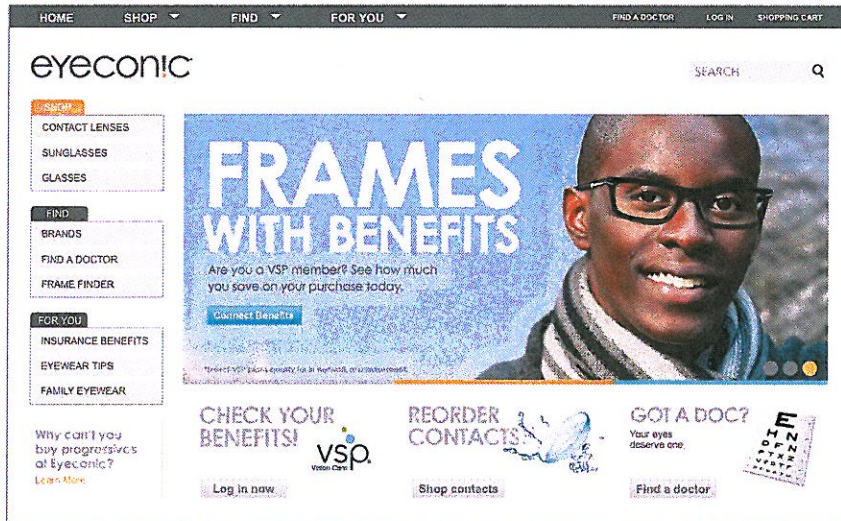 HOME SHOP FIND FOR YOU FIND A DOCTOR LOG IN SHOPPING CART
eyecon!c
SEARCH
SHOP
CONTACT LENSES
SUNGLASSES
GLASSES
FIND
BRANDS
FIND A DOCTOR
FRAME FINDER
FOR YOU
INSURANCE BENEFITS
EYEWEAR TIPS
FAMILY EYEWEAR
Why can't you
buy progressives
at Eyeconic?
Learn More
FRAMES
WITH BENEFITS
Are you a VSP member? See how much
you save on your purchase today.
Connect Benefits
CHECK YOUR
BENEFITS!
vsp.
Vision Care
Log in now
REORDER
CONTACTS!
Shop contacts
GOT A DOC?
Your eyes
deserve one.
E
Find a doctor